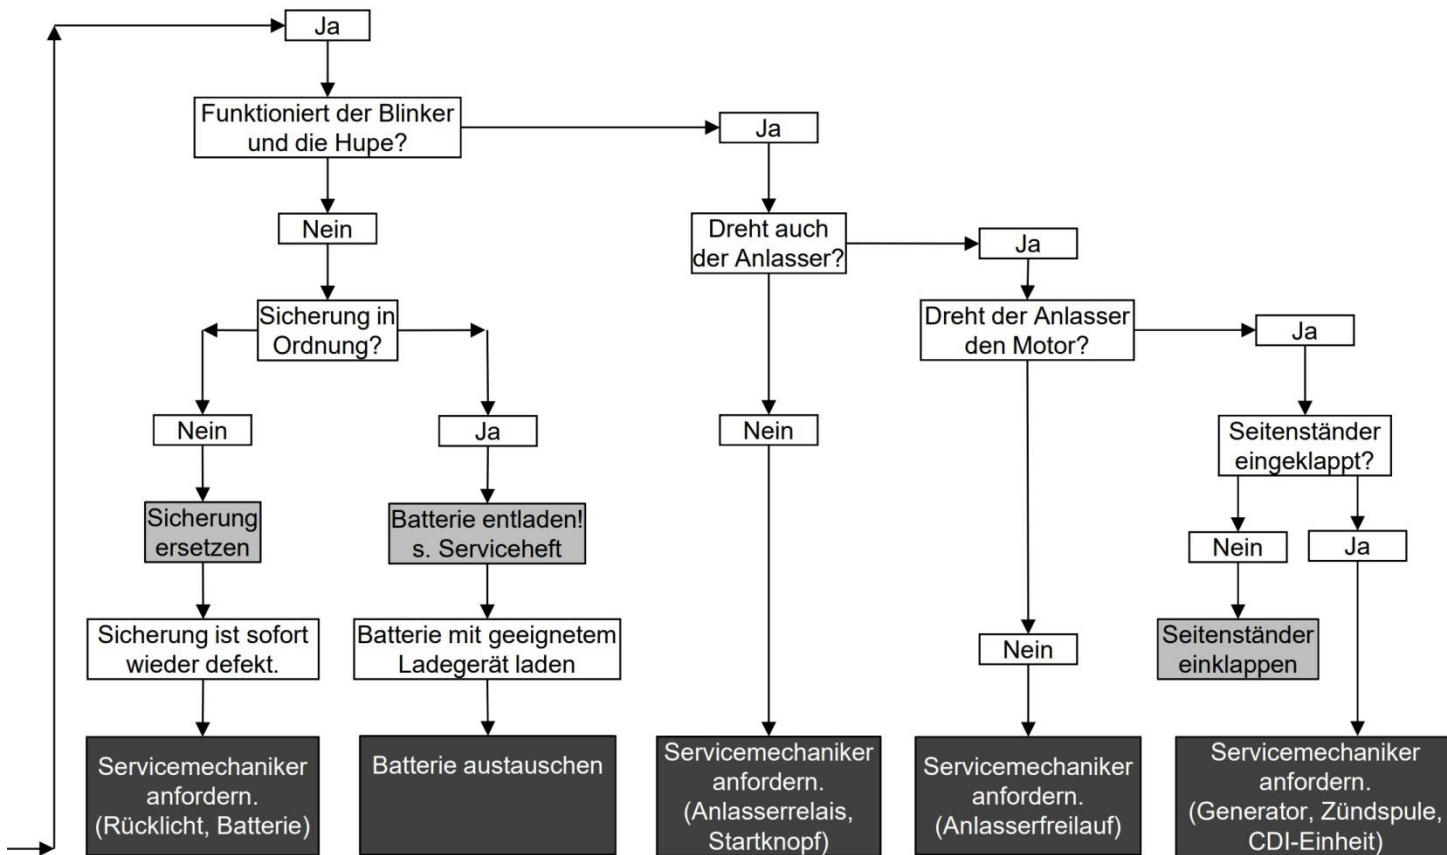 Ja
Funktioniert der Blinker
und die Hupe?
Ja
Nein
Dreht auch
der Anlasser?
Ja
Sicherung in
Ordnung?
Dreht der Anlasser
den Motor?
Ja
Nein
Ja
Nein
Seitenständer
eingeklappt?
Sicherung
ersetzen
Batterie entladen!
s. Serviceheft
Nein
Ja
Sicherung ist sofort
wieder defekt.
Batterie mit geeignetem
Ladegerät laden
Nein
Seitenständer
einklappen
Servicemechaniker
anfordern.
(Rücklicht, Batterie)
Batterie austauschen
Servicemechaniker
anfordern.
(Anlasserrelais,
Startknopf)
Servicemechaniker
anfordern.
(Anlasserfreilauf)
Servicemechaniker
anfordern.
(Generator, Zündspule,
CDI-Einheit)